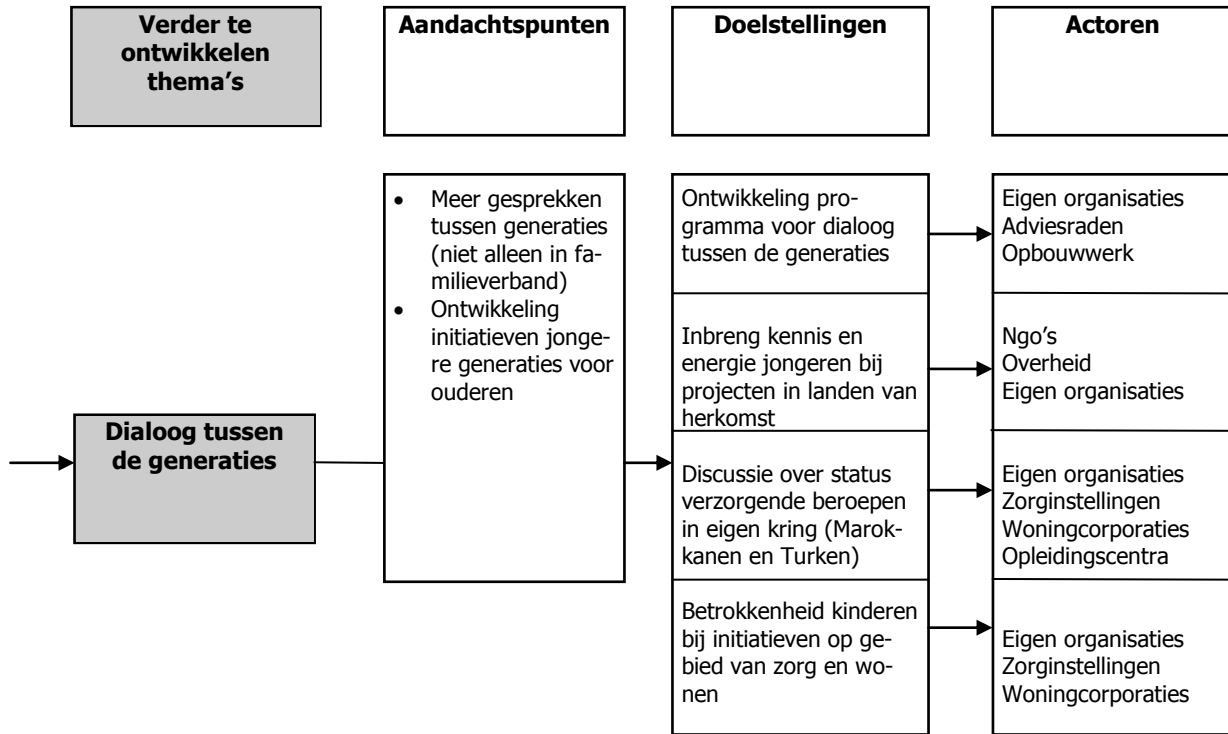 Verder te
ontwikkelen
thema's
Aandachtspunten
Doelstellingen
Actoren
Dialoog tussen
de generaties
• Meer gesprekken
tussen generaties
(niet alleen in fa-
milieverband)
• Ontwikkeling
initiatieven jonge-
re generaties voor
ouderen
Ontwikkeling pro-
gramma voor dialoog
tussen de generaties
Eigen organisaties
Adviesraden
Opbouwwerk
Inbreng kennis en
energie jongeren bij
projecten in landen van
herkomst
Ngo's
Overheid
Eigen organisaties
Discussie over status
verzorgende beroepen
in eigen kring (Marok-
kanen en Turken)
Eigen organisaties
Zorginstellingen
Woningcorporaties
Opleidingscentra
Betrokkenheid kinderen
bij initiatieven op ge-
bied van zorg en wo-
nen
Eigen organisaties
Zorginstellingen
Woningcorporaties